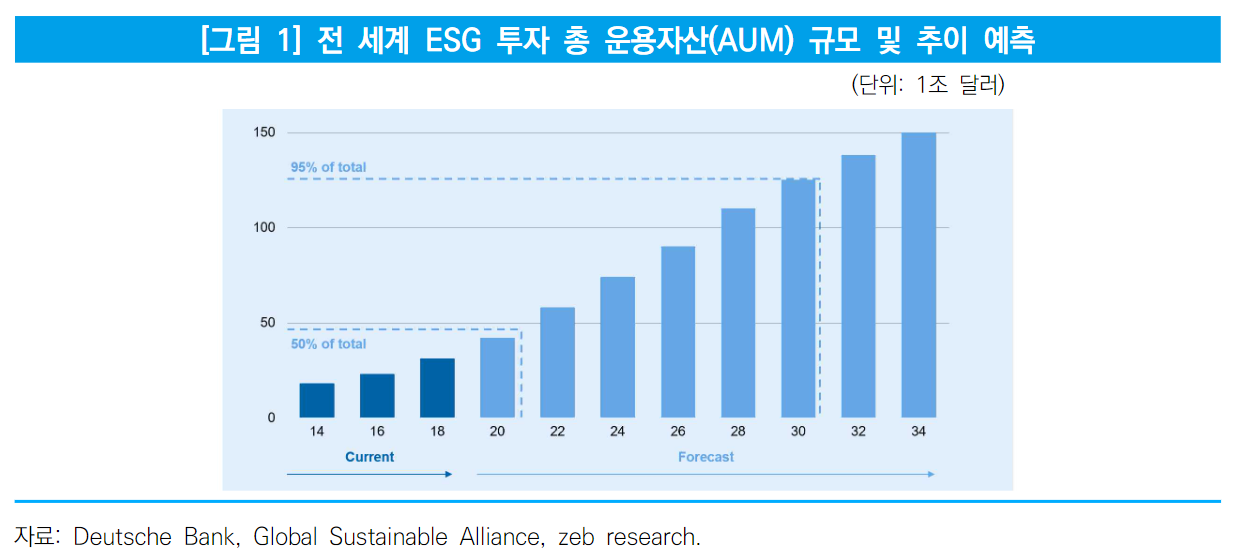 [그림 1] 전 세계 ESG 투자 총 운용자산(AUM) 규모 및 추이 예측
(단위: 1조 달러)
150
95% of total
100
50
50% of total
0
14 16 18 20 22 24 26 28 30 32 34
Current Forecast
자료: Deutsche Bank, Global Sustainable Alliance, zeb research.